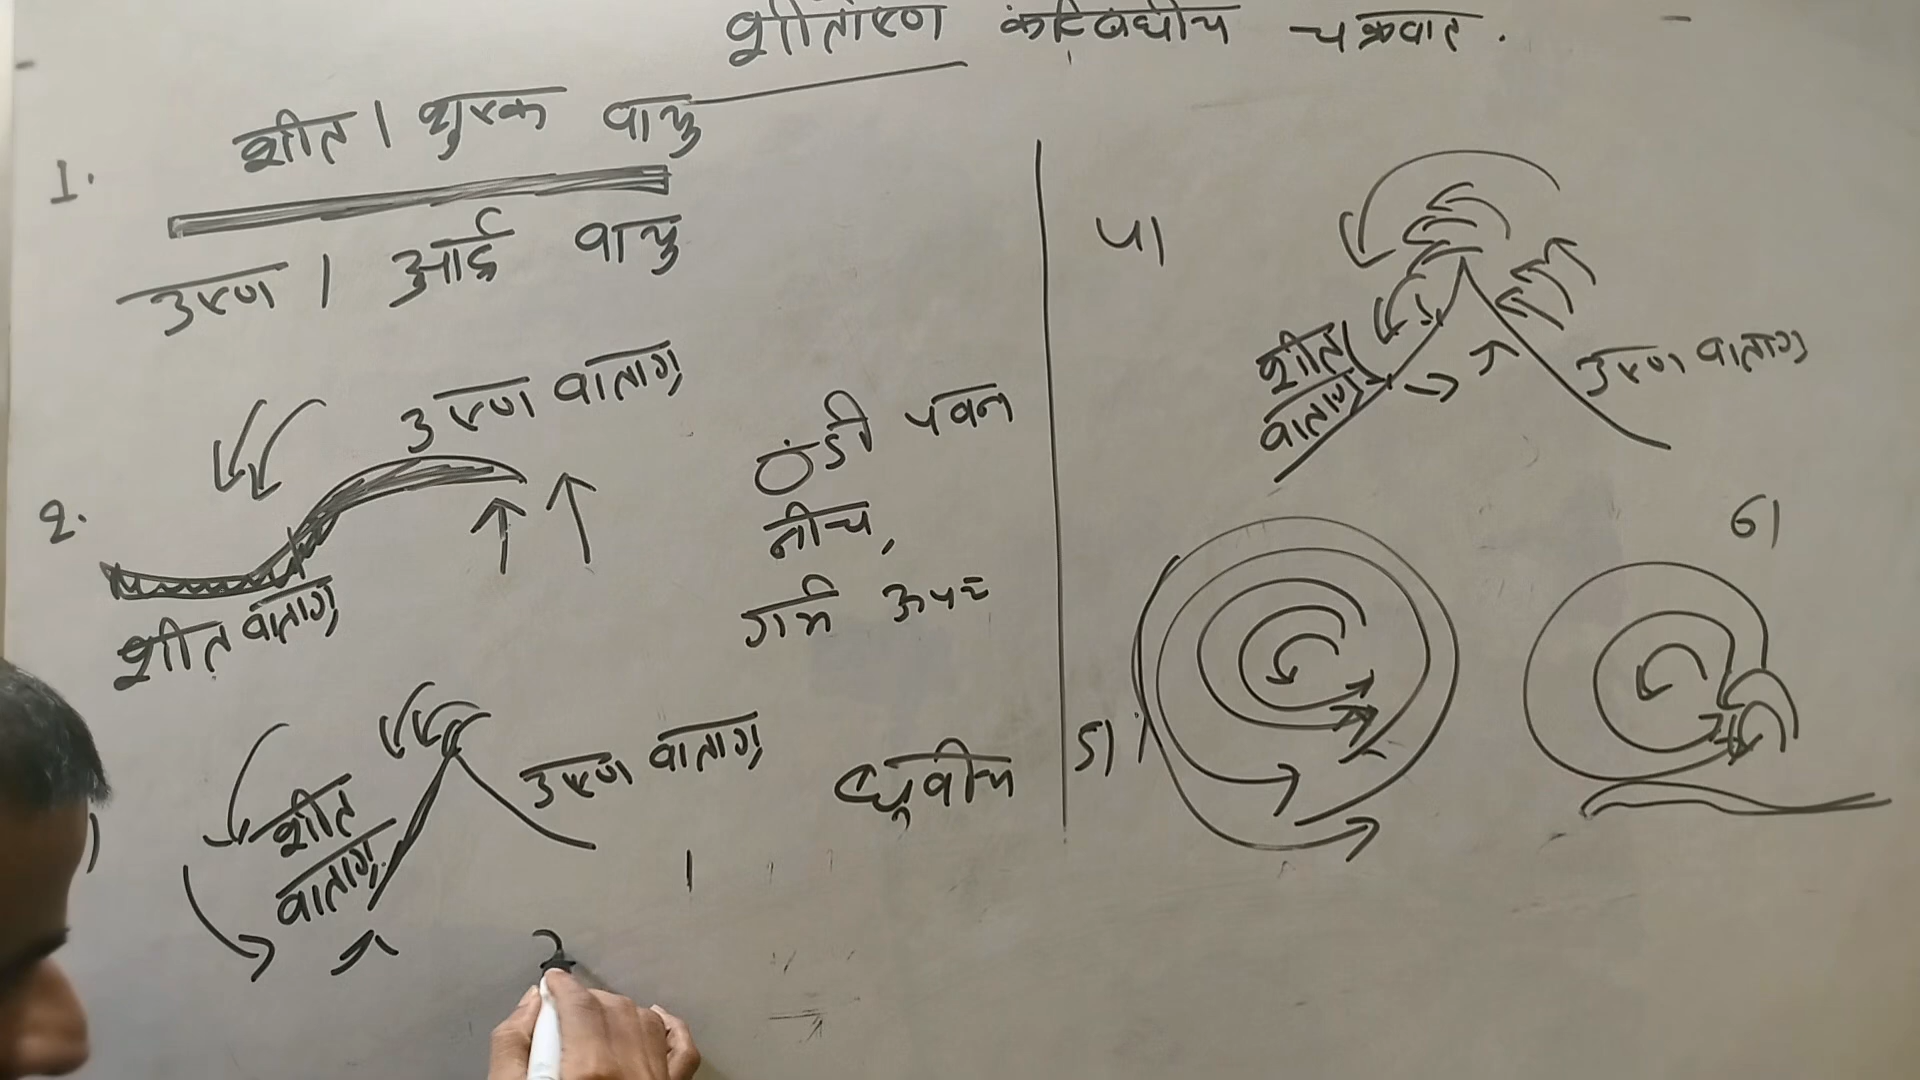 शीतोष्ण कटिबंधीय चक्रवात.
1.
शीत / शुष्क वायु
उष्ण / आर्द्र वायु
2.
उष्ण वाताग्र
शीत वाताग्र
ठंडी पवन
नीचे,
गर्म ऊपर
शीत
वाताग्र
उष्ण वाताग्र
ध्रुवीय
4)
शीत
वाताग्र
उष्ण वाताग्र
5)
6)